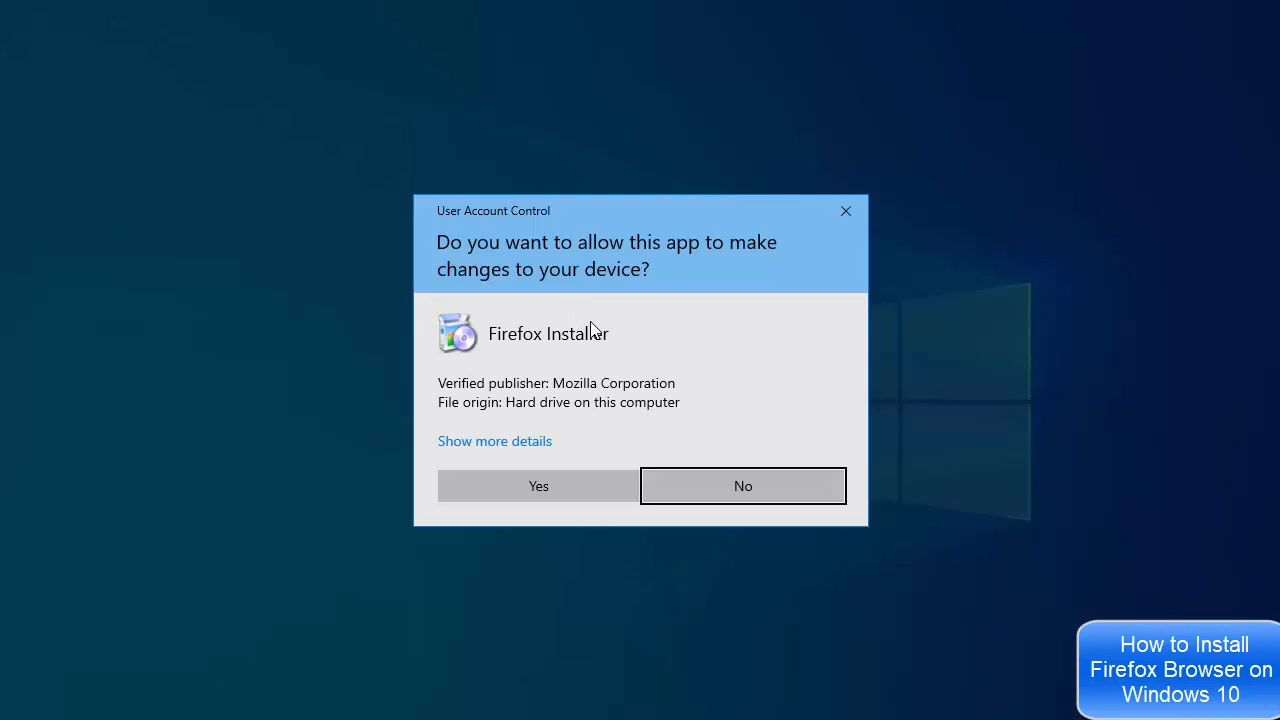 User Account Control
Do you want to allow this app to make
changes to your device?
Firefox Installer
Verified publisher: Mozilla Corporation
File origin: Hard drive on this computer
Show more details
Yes
No
How to Install
Firefox Browser on
Windows 10